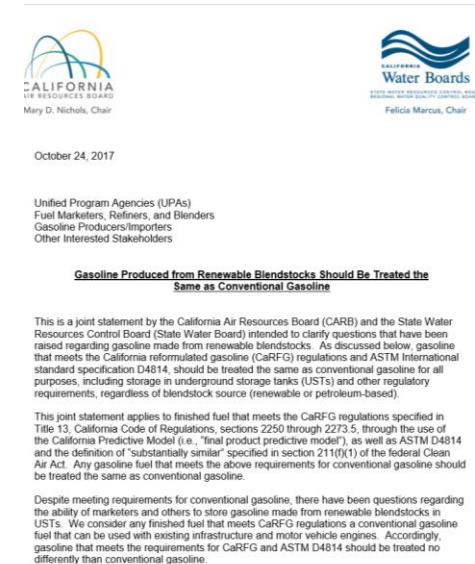 CALIFORNIA
AIR RESOURCES BOARD
Mary D. Nichols, Chair
CALIFORNIA
Water Boards
STATE WATER RESOURCES CONTROL BOARD
REGIONAL WATER QUALITY CONTROL BOARDS
Felicia Marcus, Chair
October 24, 2017
Unified Program Agencies (UPAs)
Fuel Marketers, Refiners, and Blenders
Gasoline Producers/Importers
Other Interested Stakeholders
Gasoline Produced from Renewable Blendstocks Should Be Treated the
Same as Conventional Gasoline
This is a joint statement by the California Air Resources Board (CARB) and the State Water
Resources Control Board (State Water Board) intended to clarify questions that have been
raised regarding gasoline made from renewable blendstocks. As discussed below, gasoline
that meets the California reformulated gasoline (CaRFG) regulations and ASTM International
standard specification D4814, should be treated the same as conventional gasoline for all
purposes, including storage in underground storage tanks (USTs) and other regulatory
requirements, regardless of blendstock source (renewable or petroleum-based).
This joint statement applies to finished fuel that meets the CaRFG regulations specified in
Title 13, California Code of Regulations, sections 2250 through 2273.5, through the use of
the California Predictive Model (i.e., "final product predictive model"), as well as ASTM D4814
and the definition of "substantially similar" specified in section 211(f)(1) of the federal Clean
Air Act. Any gasoline fuel that meets the above requirements for conventional gasoline should
be treated the same as conventional gasoline.
Despite meeting requirements for conventional gasoline, there have been questions regarding
the ability of marketers and others to store gasoline made from renewable blendstocks in
USTs. We consider any finished fuel that meets CaRFG regulations a conventional gasoline
fuel that can be used with existing infrastructure and motor vehicle engines. Accordingly,
gasoline that meets the requirements for CaRFG and ASTM D4814 should be treated no
differently than conventional gasoline.